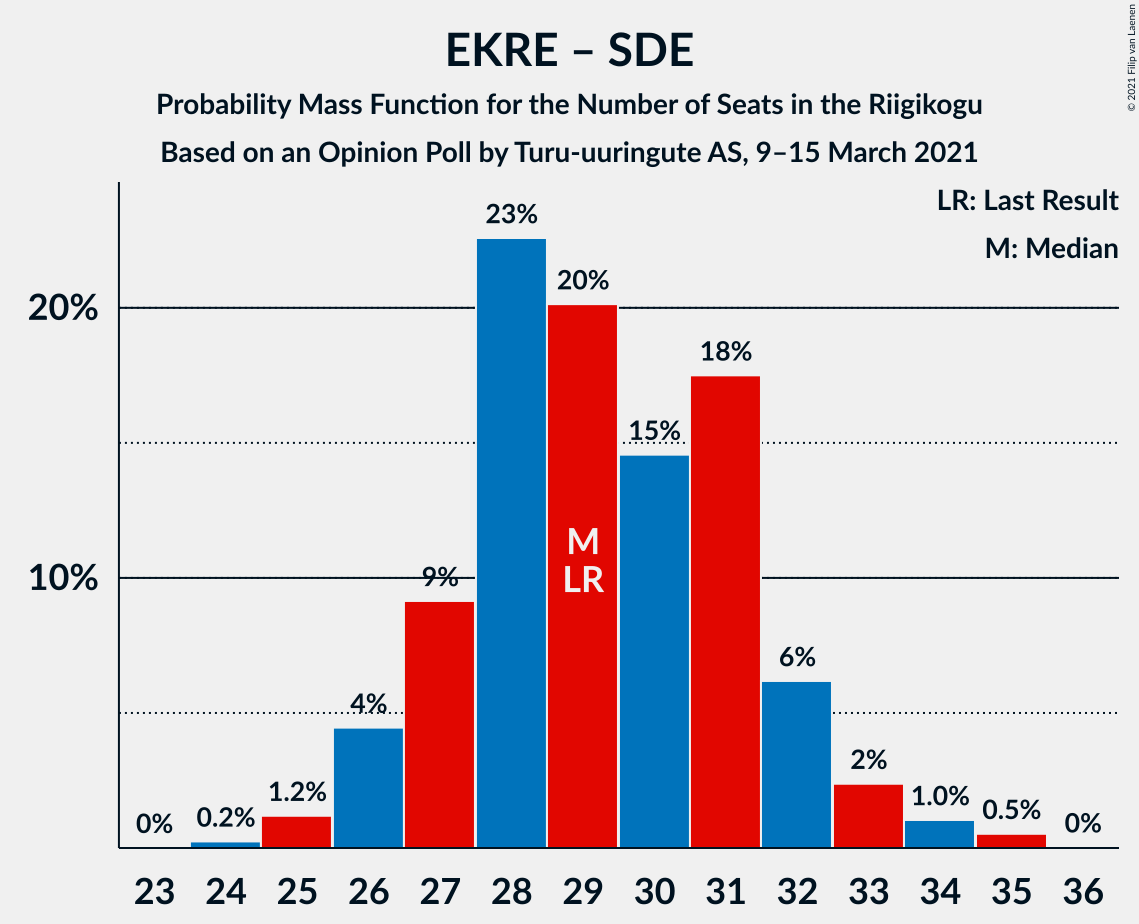 EKRE – SDE
Probability Mass Function for the Number of Seats in the Riigikogu
Based on an Opinion Poll by Turu-uuringute AS, 9–15 March 2021
© 2021 Filip van Laenen
LR: Last Result
M: Median
20%
10%
0%
0.2%
1.2%
4%
9%
23%
20%
15%
18%
6%
2%
1.0%
0.5%
0%
M
LR
23 24 25 26 27 28 29 30 31 32 33 34 35 36